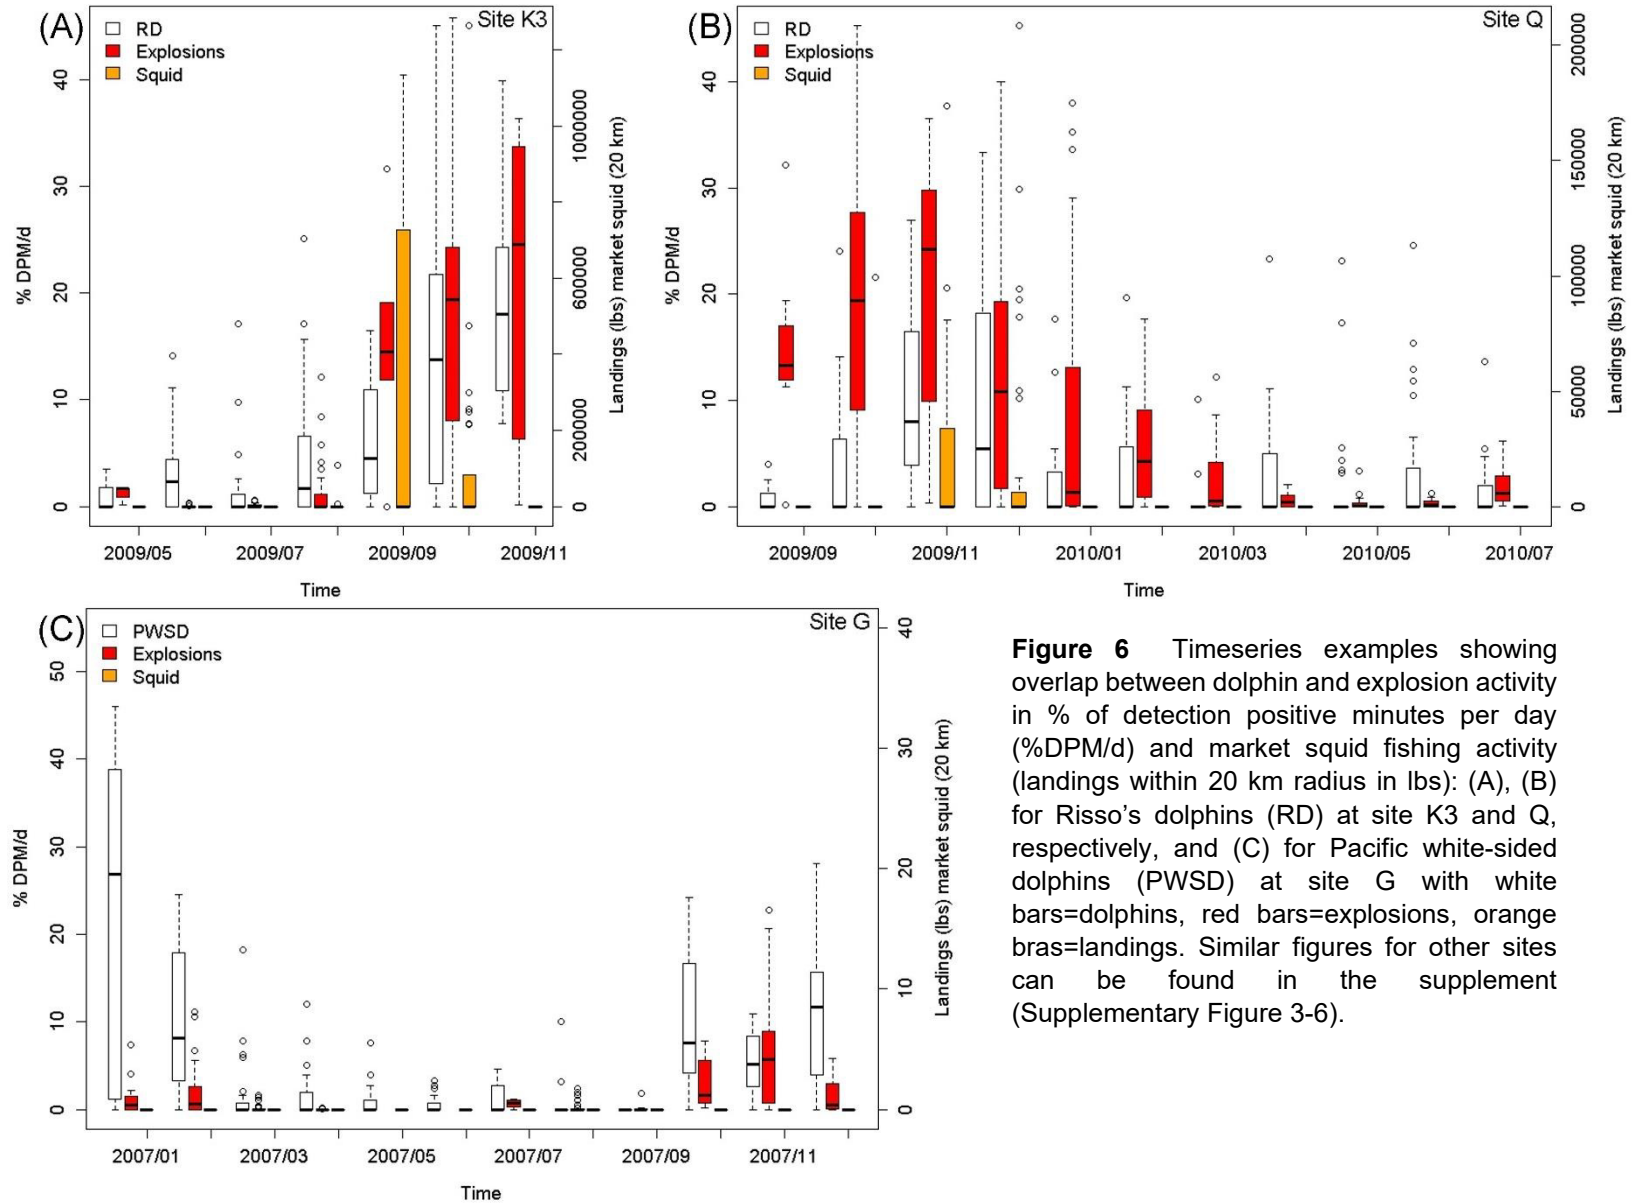 (A)
Site K3
RD
Explosions
Squid
40
30
20
10
0
% DPM/d
1000000
600000
200000
0
Landings (lbs) market squid (20 km)
2009/05 2009/07 2009/09 2009/11
Time
(B)
Site Q
RD
Explosions
Squid
40
30
20
10
0
% DPM/d
200000
150000
100000
50000
0
Landings (lbs) market squid (20 km)
2009/09 2009/11 2010/01 2010/03 2010/05 2010/07
Time
(C)
Site G
PWSD
Explosions
Squid
50
40
30
20
10
0
% DPM/d
40
30
20
10
0
Landings (lbs) market squid (20 km)
2007/01 2007/03 2007/05 2007/07 2007/09 2007/11
Time
Figure 6 Timeseries examples showing
overlap between dolphin and explosion activity
in % of detection positive minutes per day
(%DPM/d) and market squid fishing activity
(landings within 20 km radius in lbs): (A), (B)
for Risso’s dolphins (RD) at site K3 and Q,
respectively, and (C) for Pacific white-sided
dolphins (PWSD) at site G with white
bars=dolphins, red bars=explosions, orange
bras=landings. Similar figures for other sites
can be found in the supplement
(Supplementary Figure 3-6).